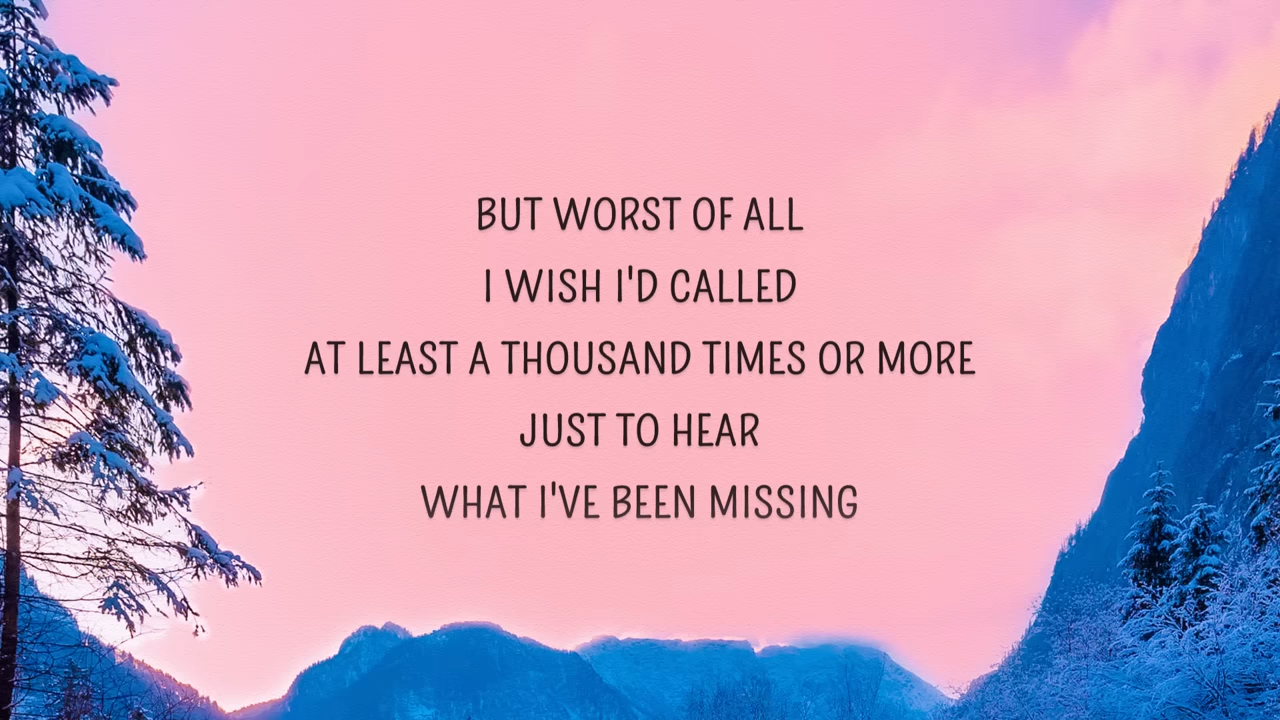 BUT WORST OF ALL
I WISH I'D CALLED
AT LEAST A THOUSAND TIMES OR MORE
JUST TO HEAR
WHAT I'VE BEEN MISSING